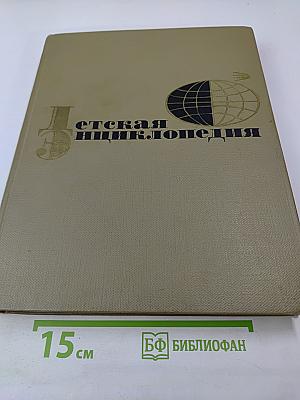 Детская
Энциклопедия
15 см
БФ БИБЛИОФАН